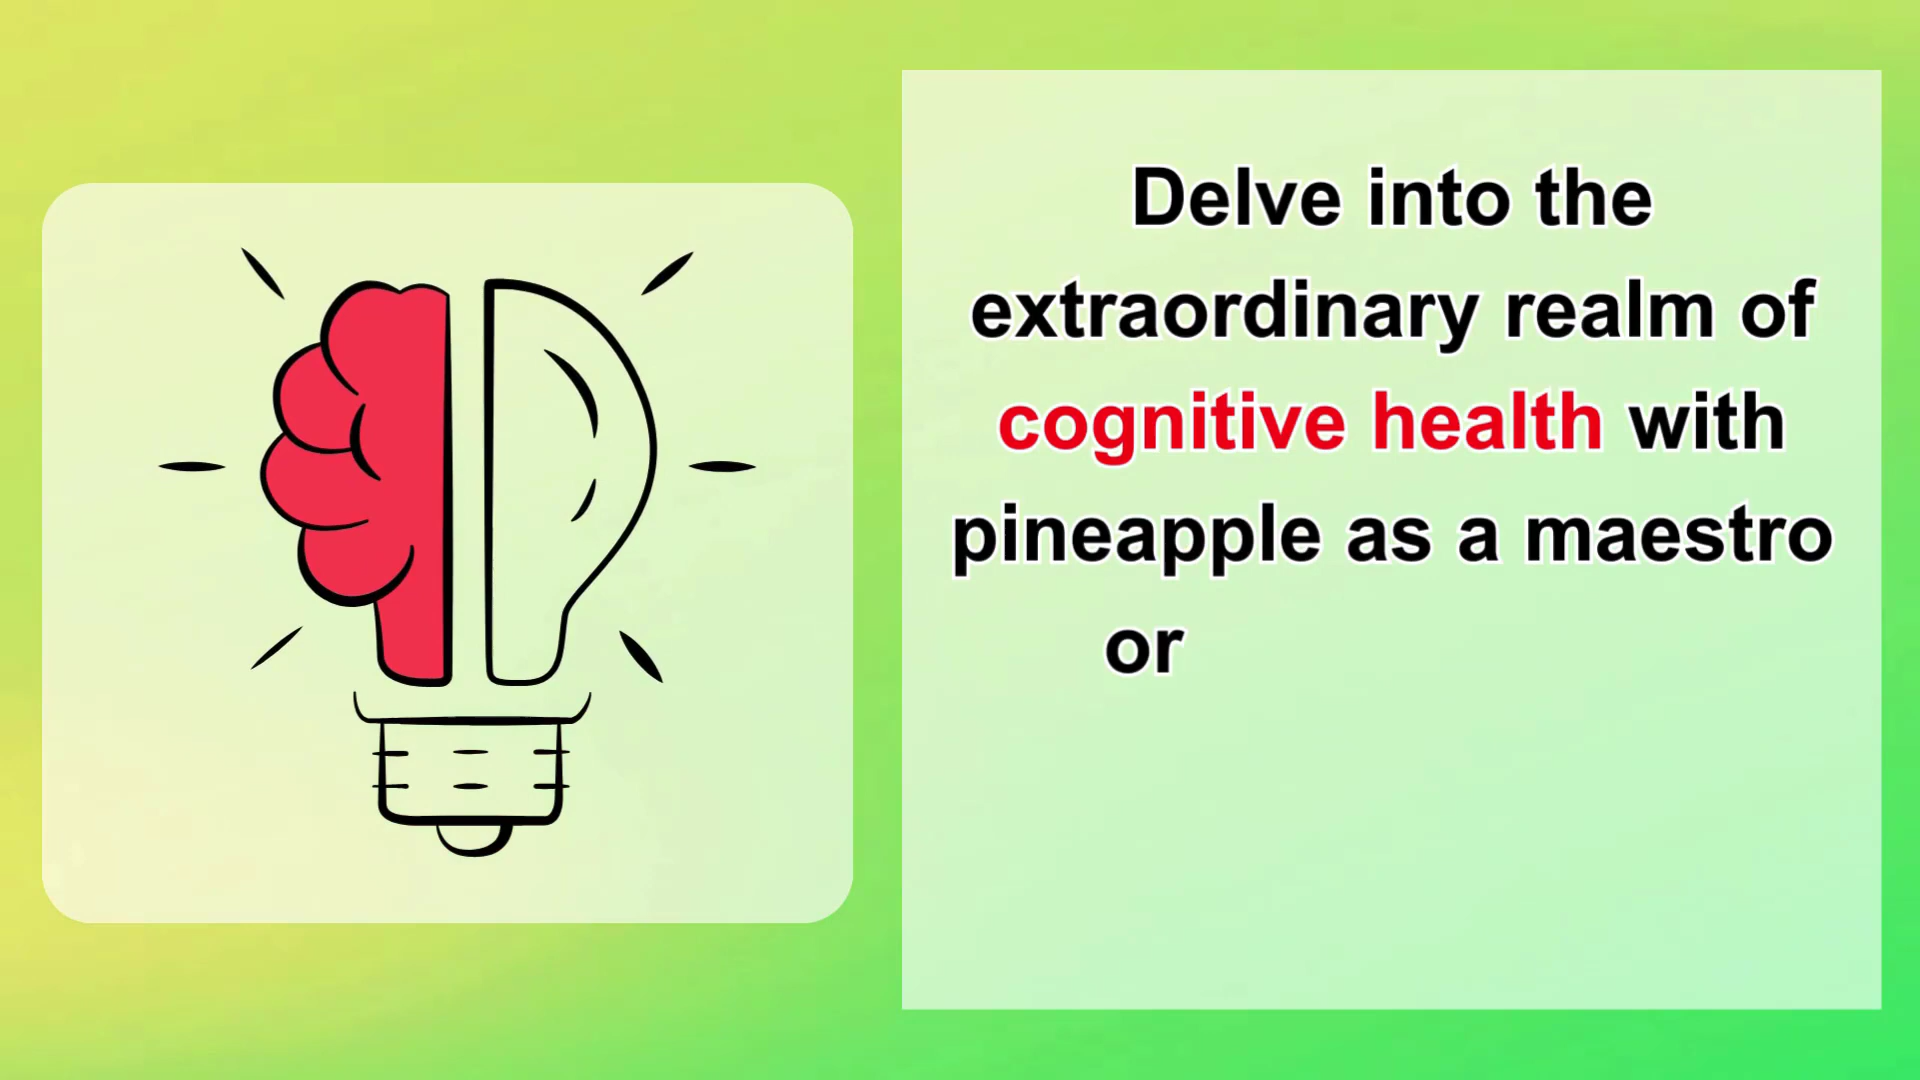 Delve into the
extraordinary realm of
cognitive health with
pineapple as a maestro
or